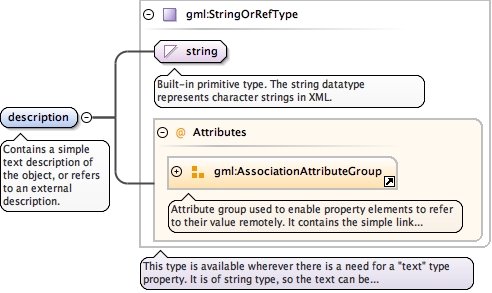 gml:StringOrRefType
string
Built-in primitive type. The string datatype
represents character strings in XML.
description
Contains a simple
text description of
the object, or refers
to an external
description.
@ Attributes
gml:AssociationAttributeGroup
Attribute group used to enable property elements to refer
to their value remotely. It contains the simple link...
This type is available wherever there is a need for a "text" type
property. It is of string type, so the text can be...